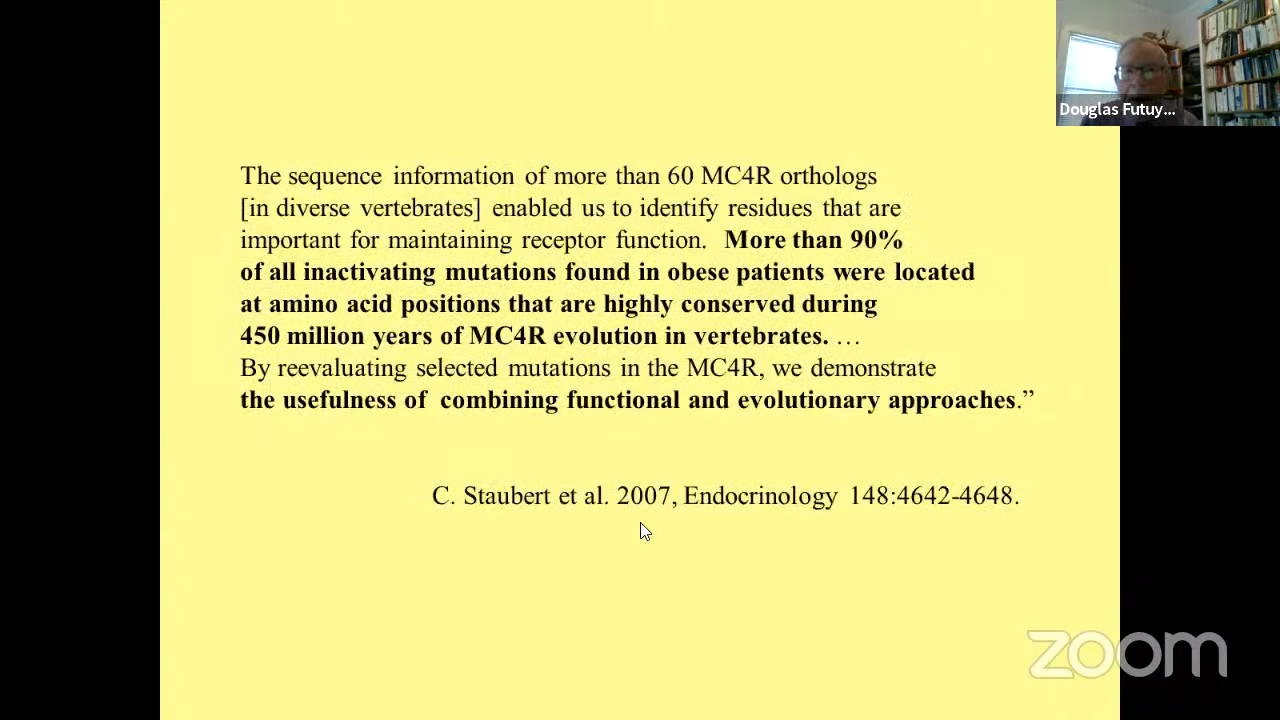 Douglas Futuy...
The sequence information of more than 60 MC4R orthologs
[in diverse vertebrates] enabled us to identify residues that are
important for maintaining receptor function. More than 90%
of all inactivating mutations found in obese patients were located
at amino acid positions that are highly conserved during
450 million years of MC4R evolution in vertebrates. …
By reevaluating selected mutations in the MC4R, we demonstrate
the usefulness of combining functional and evolutionary approaches.”
C. Staubert et al. 2007, Endocrinology 148:4642-4648.
zoom